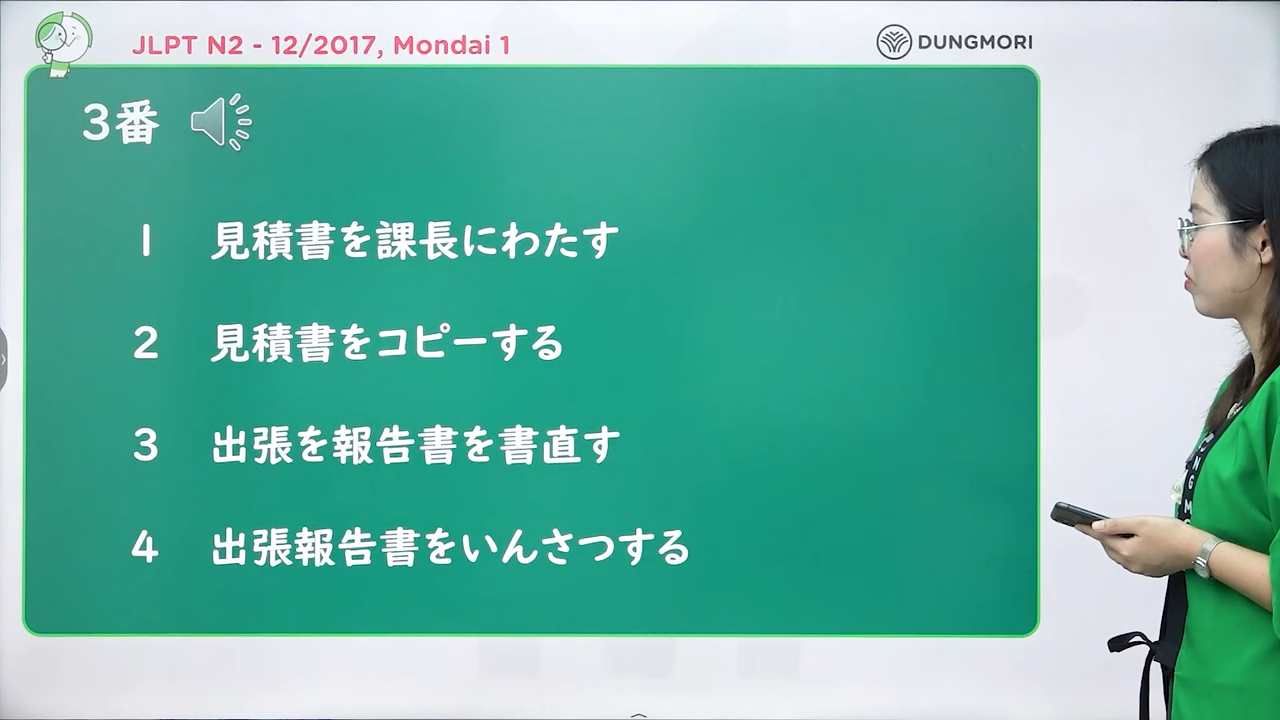 JLPT N2 - 12/2017, Mondai 1
DUNGMORI
3番
1 見積書を課長にわたす
2 見積書をコピーする
3 出張を報告書を書直す
4 出張報告書をいんさつする